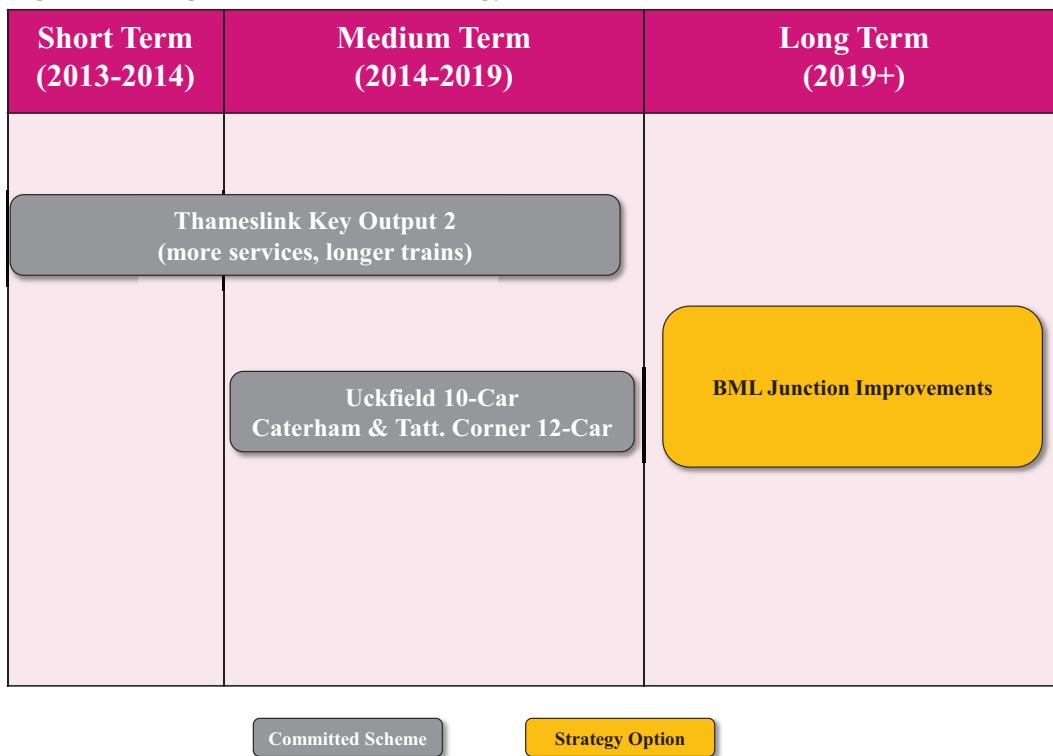 Short Term
(2013-2014)
Medium Term
(2014-2019)
Long Term
(2019+)
Thameslink Key Output 2
(more services, longer trains)
Uckfield 10-Car
Caterham & Tatt. Corner 12-Car
BML Junction Improvements
Committed Scheme
Strategy Option